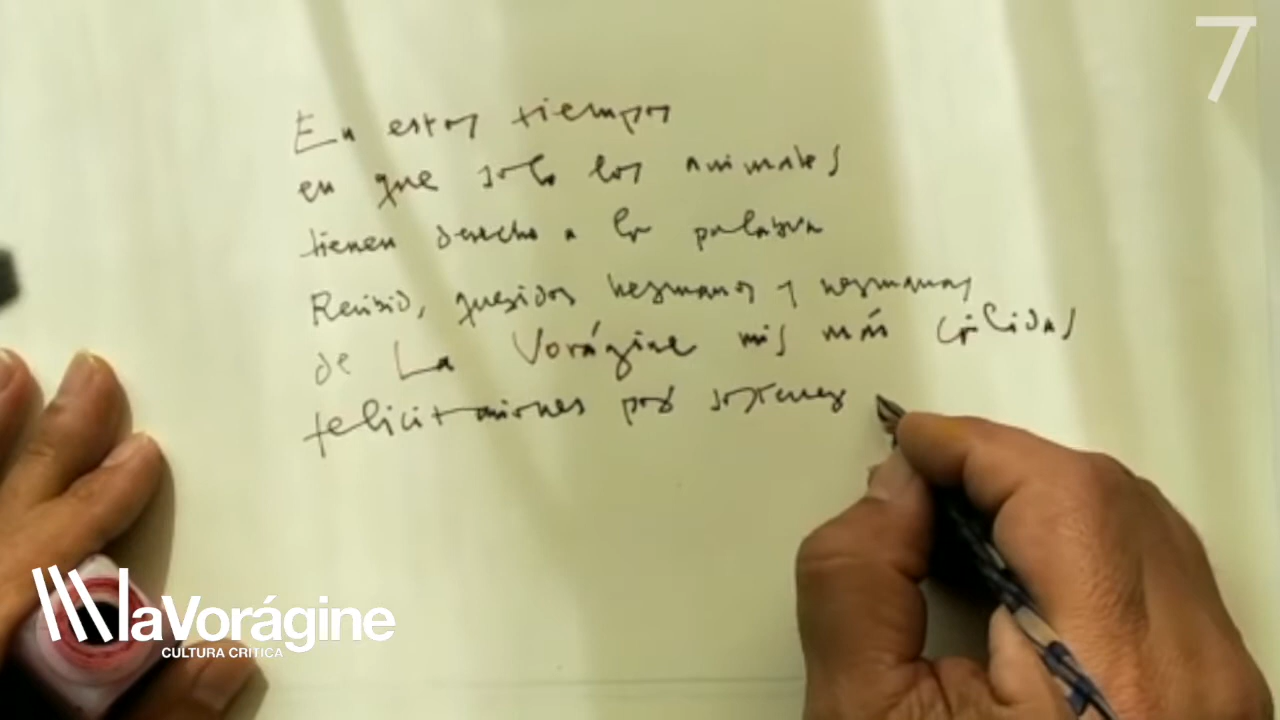 7
En estos tiempos
en que solo los animales
tienen derecho a la palabra
Recibid, queridos hermanos y hermanas
de La Vorágine mis más cálidas
felicitaciones por sostener
laVorágine
CULTURA CRITICA